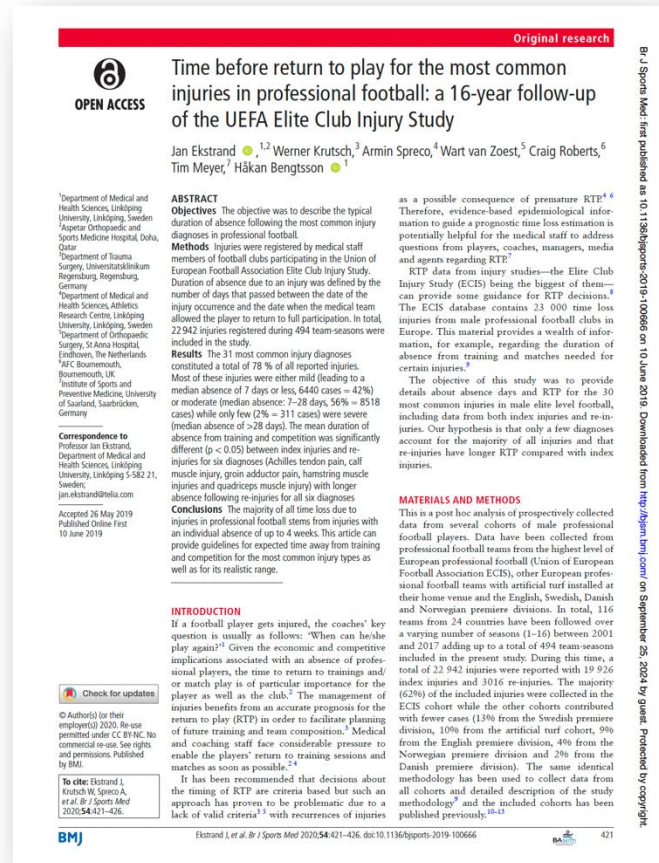 Original research
OPEN ACCESS
Time before return to play for the most common
injuries in professional football: a 16-year follow-up
of the UEFA Elite Club Injury Study
Jan Ekstrand ,1,2 Werner Krutsch,3 Armin Spreco,4 Wart van Zoest,5 Craig Roberts,6
Tim Meyer,7 Håkan Bengtsson 1
1Department of Medical and
Health Sciences, Linköping
University, Linköping, Sweden
2Aspetar Orthopaedic and
Sports Medicine Hospital, Doha,
Qatar
3Department of Trauma
Surgery, Universitatsklinikum
Regensburg, Regensburg,
Germany
4Department of Medical and
Health Sciences, Athletics
Research Centre, Linköping
University, Linköping, Sweden
5Department of Orthopaedic
Surgery, St Anna Hospital,
Eindhoven, The Netherlands
6AFC Bournemouth,
Bournemouth, UK
7Institute of Sports and
Preventive Medicine, University
of Saarland, Saarbrücken,
Germany
Correspondence to
Professor Jan Ekstrand,
Department of Medical and
Health Sciences, Linköping
University, Linköping S-582 21,
Sweden;
jan.ekstrand@telia.com
Accepted 26 May 2019
Published Online First
10 June 2019
Check for updates
© Author(s) (or their
employer(s)) 2020. Re-use
permitted under CC BY-NC. No
commercial re-use. See rights
and permissions. Published
by BMJ.
To cite: Ekstrand J,
Krutsch W, Spreco A,
et al. Br J Sports Med
2020;54:421–426.
ABSTRACT
Objectives The objective was to describe the typical
duration of absence following the most common injury
diagnoses in professional football.
Methods Injuries were registered by medical staff
members of football clubs participating in the Union of
European Football Association Elite Club Injury Study.
Duration of absence due to an injury was defined by the
number of days that passed between the date of the
injury occurrence and the date when the medical team
allowed the player to return to full participation. In total,
22 942 injuries registered during 494 team-seasons were
included in the study.
Results The 31 most common injury diagnoses
constituted a total of 78 % of all reported injuries.
Most of these injuries were either mild (leading to a
median absence of 7 days or less, 6440 cases = 42%)
or moderate (median absence: 7–28 days, 56% = 8518
cases) while only few (2% = 311 cases) were severe
(median absence of >28 days). The mean duration of
absence from training and competition was significantly
different (p < 0.05) between index injuries and re-
injuries for six diagnoses (Achilles tendon pain, calf
muscle injury, groin adductor pain, hamstring muscle
injuries and quadriceps muscle injury) with longer
absence following re-injuries for all six diagnoses
Conclusions The majority of all time loss due to
injuries in professional football stems from injuries with
an individual absence of up to 4 weeks. This article can
provide guidelines for expected time away from training
and competition for the most common injury types as
well as for its realistic range.
INTRODUCTION
If a football player gets injured, the coaches' key
question is usually as follows: 'When can he/she
play again?'1 Given the economic and competitive
implications associated with an absence of profes-
sional players, the time to return to trainings and/
or match play is of particular importance for the
player as well as the club.2 The management of
injuries benefits from an accurate prognosis for the
return to play (RTP) in order to facilitate planning
of future training and team composition.3 Medical
and coaching staff face considerable pressure to
enable the players' return to training sessions and
matches as soon as possible.2 4
It has been recommended that decisions about
the timing of RTP are criteria based but such an
approach has proven to be problematic due to a
lack of valid criteria3 5 with recurrences of injuries
as a possible consequence of premature RTP.4 6
Therefore, evidence-based epidemiological infor-
mation to guide a prognostic time loss estimation is
potentially helpful for the medical staff to address
questions from players, coaches, managers, media
and agents regarding RTP.7
RTP data from injury studies—the Elite Club
Injury Study (ECIS) being the biggest of them—
can provide some guidance for RTP decisions.8
The ECIS database contains 23 000 time loss
injuries from male professional football clubs in
Europe. This material provides a wealth of infor-
mation, for example, regarding the duration of
absence from training and matches needed for
certain injuries.9
The objective of this study was to provide
details about absence days and RTP for the 30
most common injuries in male elite level football,
including data from both index injuries and re-in-
juries. Our hypothesis is that only a few diagnoses
account for the majority of all injuries and that
re-injuries have longer RTP compared with index
injuries.
MATERIALS AND METHODS
This is a post hoc analysis of prospectively collected
data from several cohorts of male professional
football players. Data have been collected from
professional football teams from the highest level of
European professional football (Union of European
Football Association ECIS), other European profes-
sional football teams with artificial turf installed at
their home venue and the English, Swedish, Danish
and Norwegian premiere divisions. In total, 116
teams from 24 countries have been followed over
a varying number of seasons (1–16) between 2001
and 2017 adding up to a total of 494 team-seasons
included in the present study. During this time, a
total of 22 942 injuries were reported with 19 926
index injuries and 3016 re-injuries. The majority
(62%) of the included injuries were collected in the
ECIS cohort while the other cohorts contributed
with fewer cases (13% from the Swedish premiere
division, 10% from the artificial turf cohort, 9%
from the English premiere division, 4% from the
Norwegian premiere division and 2% from the
Danish premiere division). The same identical
methodology has been used to collect data from
all cohorts and detailed description of the study
methodology9 and the included cohorts has been
published previously.10–13
BMJ
Ekstrand J, et al. Br J Sports Med 2020;54:421–426. doi:10.1136/bjsports-2019-100666
BASEM
421
Br J Sports Med: first published as 10.1136/bjsports-2019-100666 on 10 June 2019. Downloaded from http://bjsm.bmj.com/ on September 25, 2024 by guest. Protected by copyright.